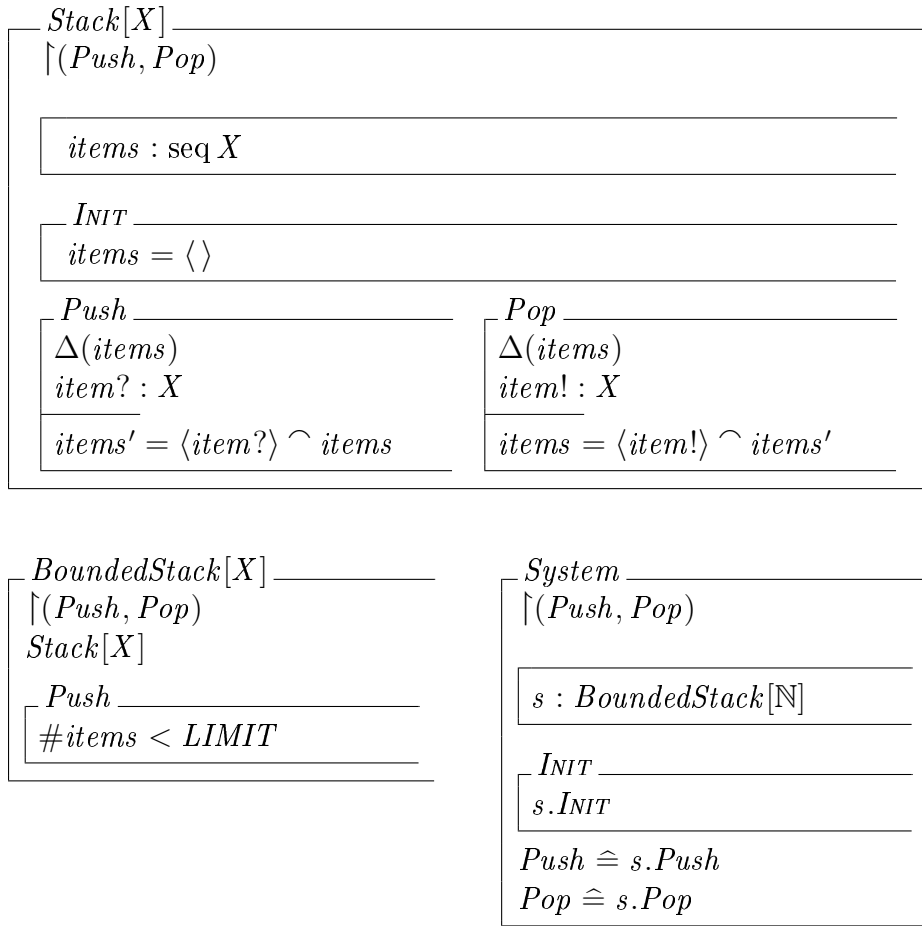 Stack[X]
↾(Push, Pop)
items : seq X
INIT
items = ⟨ ⟩
Push
Δ(items)
item? : X
items′ = ⟨item?⟩ ⌢ items
Pop
Δ(items)
item! : X
items = ⟨item!⟩ ⌢ items′
BoundedStack[X]
↾(Push, Pop)
Stack[X]
Push
#items < LIMIT
System
↾(Push, Pop)
s : BoundedStack[ℕ]
INIT
s.INIT
Push ≙ s.Push
Pop ≙ s.Pop